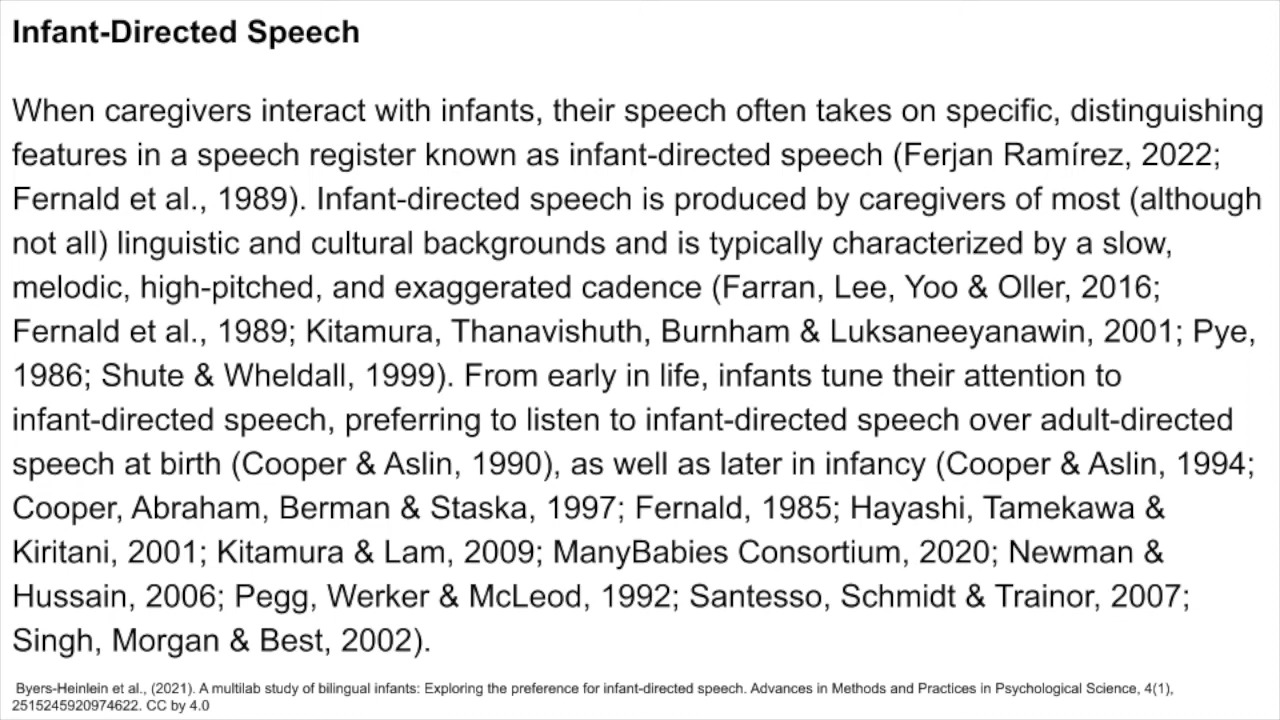 Infant-Directed Speech
When caregivers interact with infants, their speech often takes on specific, distinguishing
features in a speech register known as infant-directed speech (Ferjan Ramírez, 2022;
Fernald et al., 1989). Infant-directed speech is produced by caregivers of most (although
not all) linguistic and cultural backgrounds and is typically characterized by a slow,
melodic, high-pitched, and exaggerated cadence (Farran, Lee, Yoo & Oller, 2016;
Fernald et al., 1989; Kitamura, Thanavishuth, Burnham & Luksaneeyanawin, 2001; Pye,
1986; Shute & Wheldall, 1999). From early in life, infants tune their attention to
infant-directed speech, preferring to listen to infant-directed speech over adult-directed
speech at birth (Cooper & Aslin, 1990), as well as later in infancy (Cooper & Aslin, 1994;
Cooper, Abraham, Berman & Staska, 1997; Fernald, 1985; Hayashi, Tamekawa &
Kiritani, 2001; Kitamura & Lam, 2009; ManyBabies Consortium, 2020; Newman &
Hussain, 2006; Pegg, Werker & McLeod, 1992; Santesso, Schmidt & Trainor, 2007;
Singh, Morgan & Best, 2002).
Byers-Heinlein et al., (2021). A multilab study of bilingual infants: Exploring the preference for infant-directed speech. Advances in Methods and Practices in Psychological Science, 4(1),
2515245920974622. CC by 4.0